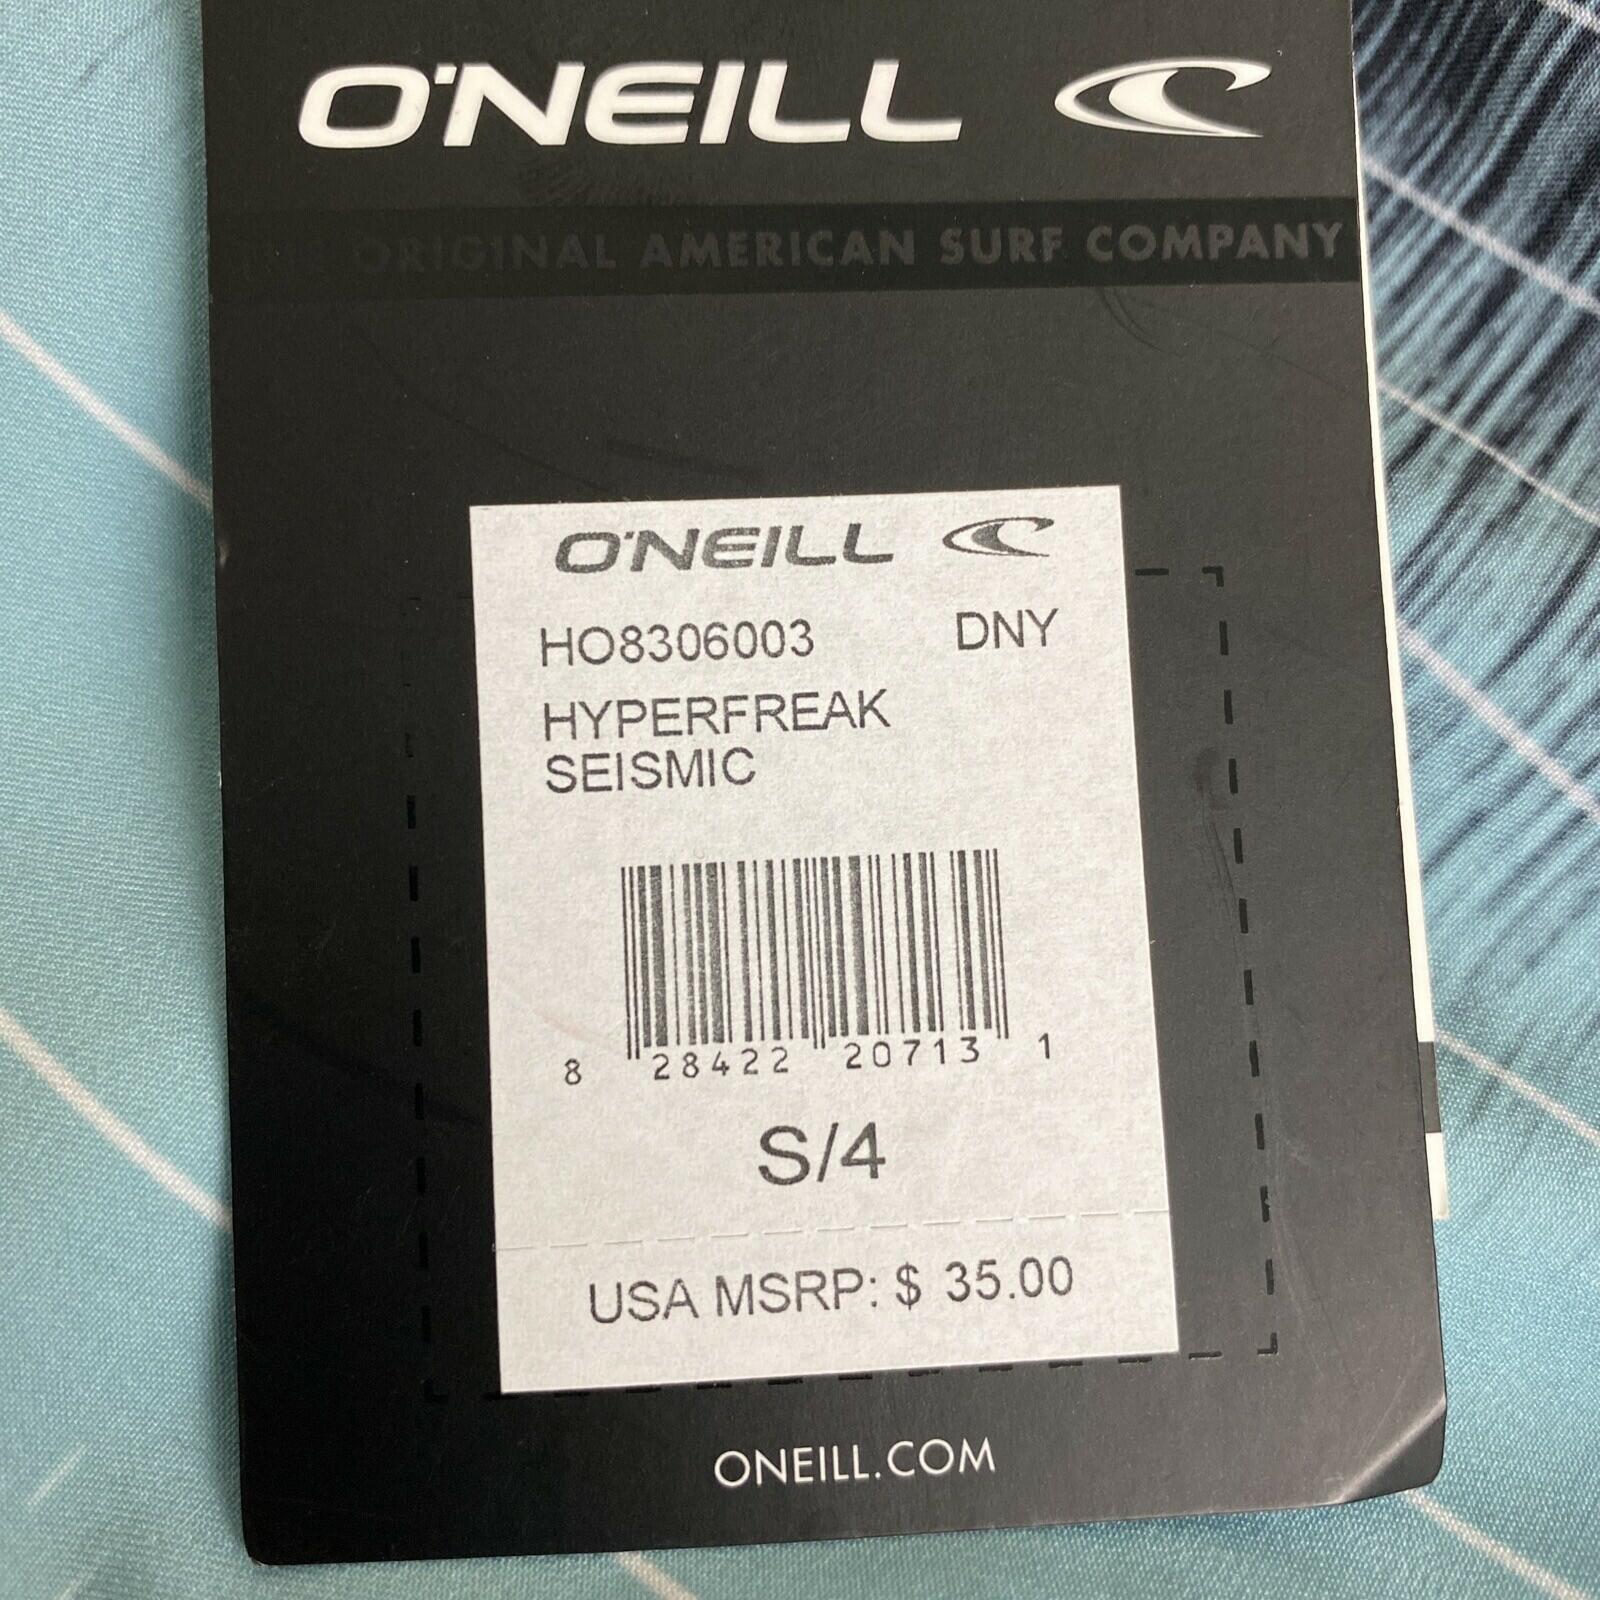 O'NEILL
THE ORIGINAL AMERICAN SURF COMPANY
O'NEILL
HO8306003 DNY
HYPERFREAK
SEISMIC
8 28422 20713 1
S/4
USA MSRP: $ 35.00
ONEILL.COM